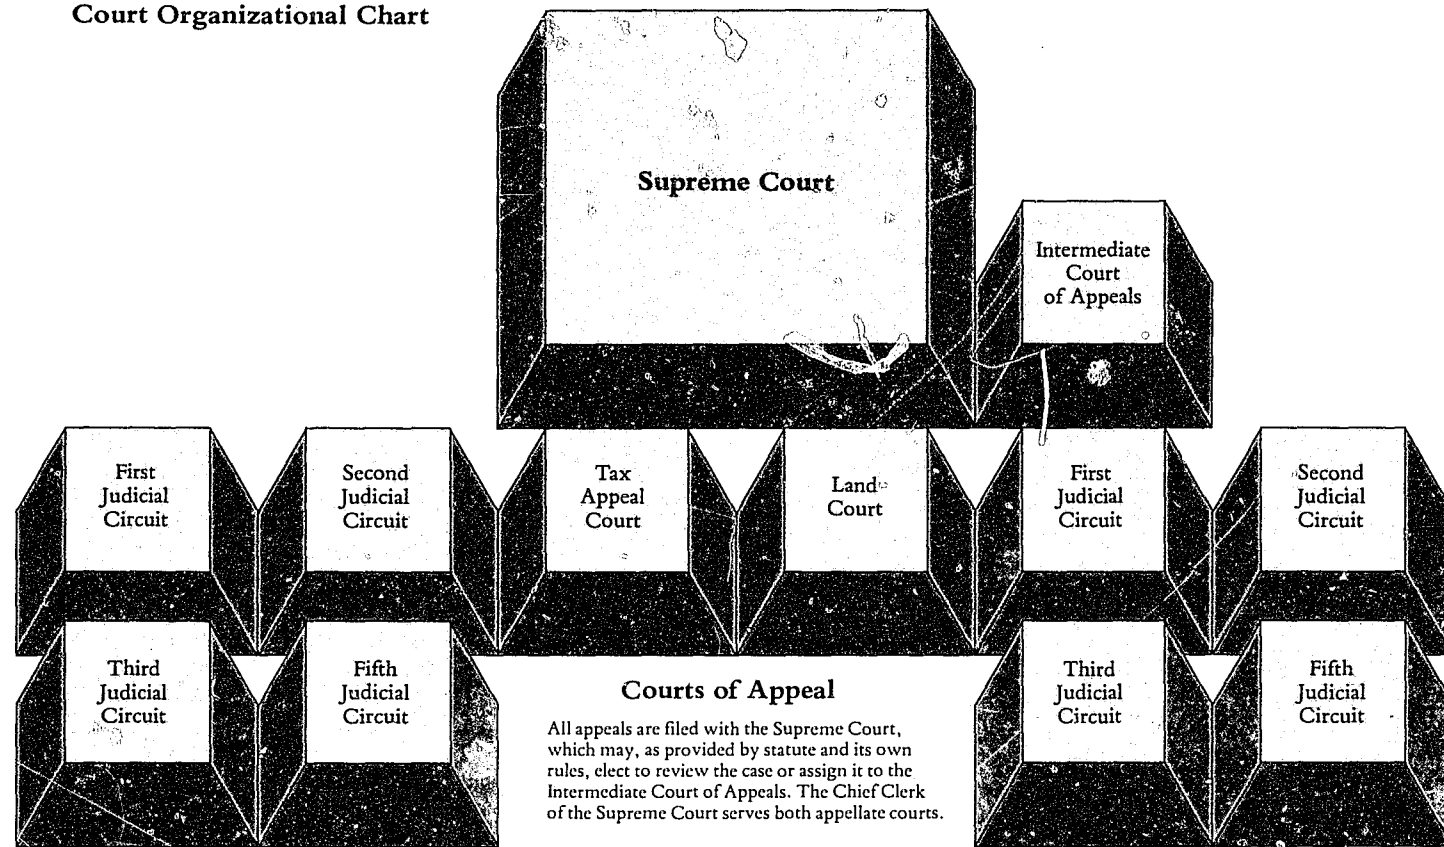 Court Organizational Chart
Supreme Court
Intermediate
Court
of Appeals
First
Judicial
Circuit
Second
Judicial
Circuit
Tax
Appeal
Court
Land
Court
First
Judicial
Circuit
Second
Judicial
Circuit
Third
Judicial
Circuit
Fifth
Judicial
Circuit
Courts of Appeal
All appeals are filed with the Supreme Court,
which may, as provided by statute and its own
rules, elect to review the case or assign it to the
Intermediate Court of Appeals. The Chief Clerk
of the Supreme Court serves both appellate courts.
Third
Judicial
Circuit
Fifth
Judicial
Circuit